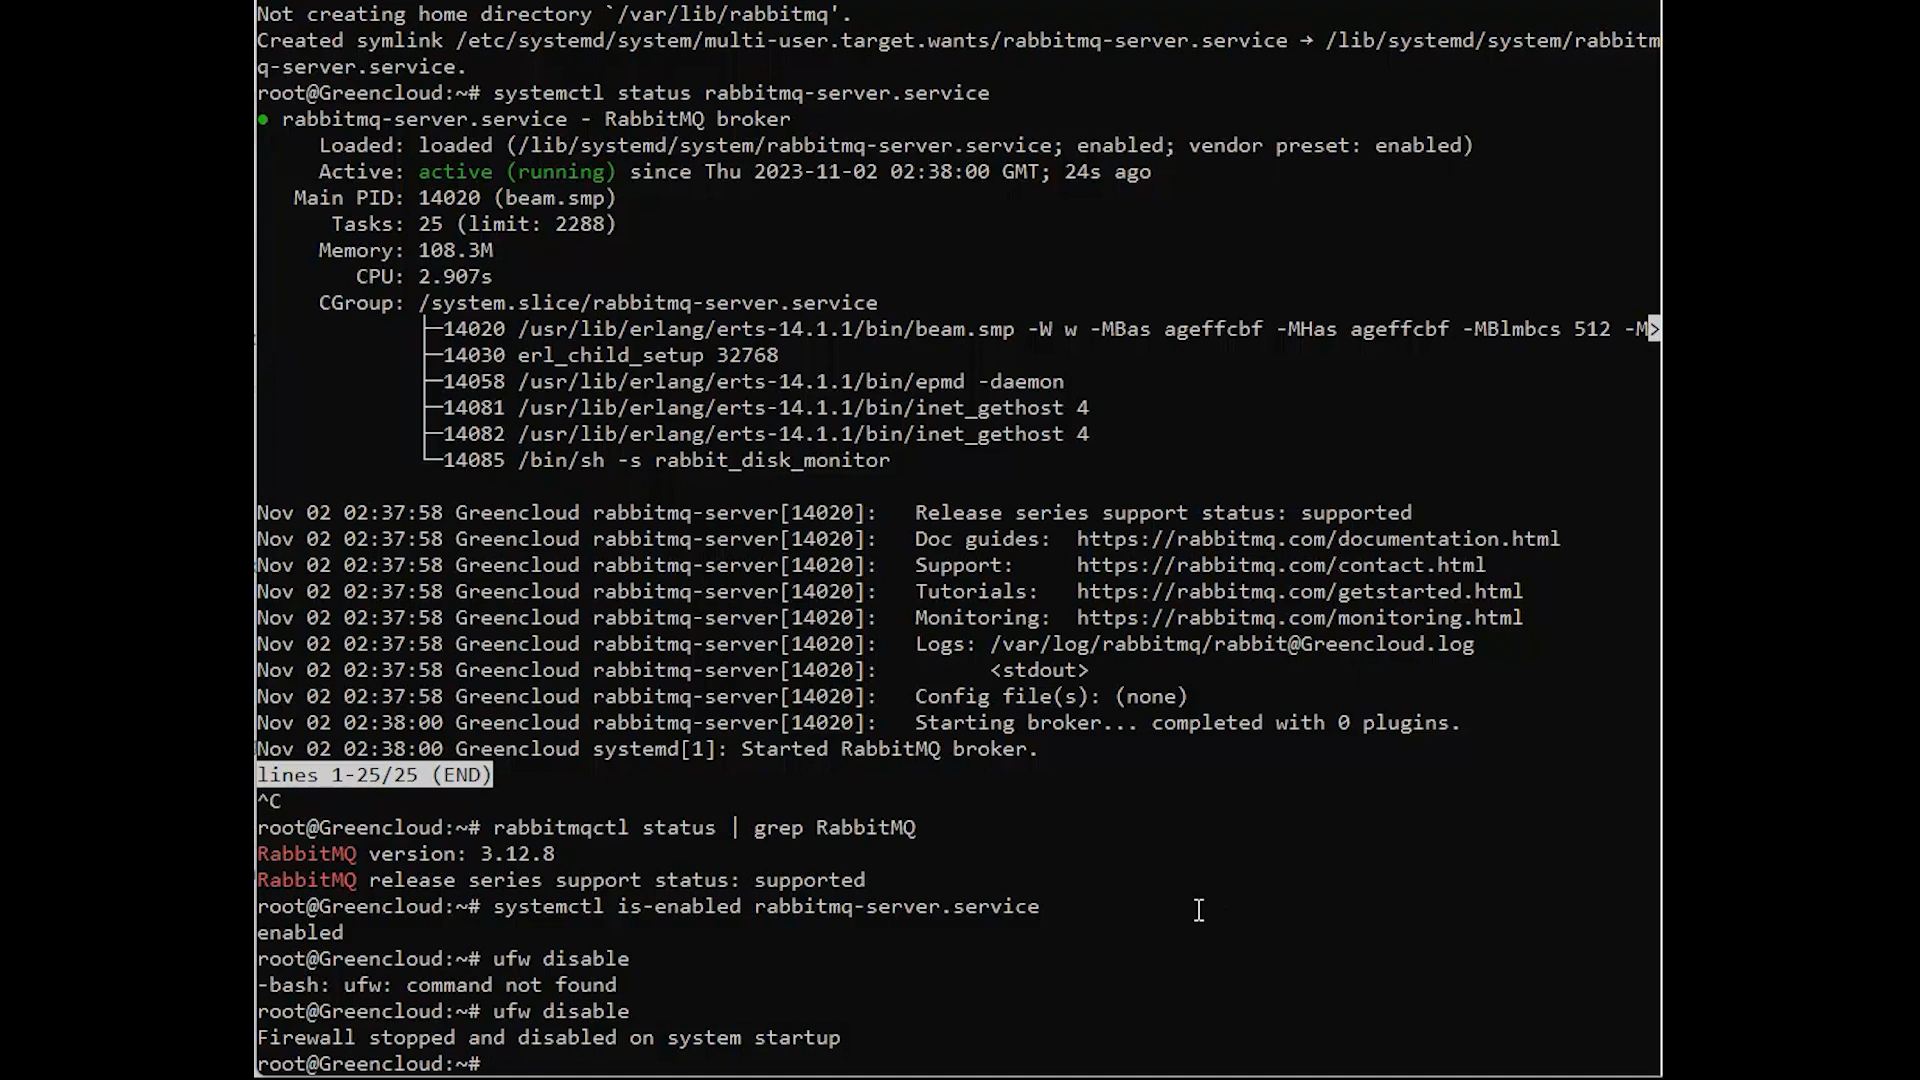 Not creating home directory `/var/lib/rabbitmq'.
Created symlink /etc/systemd/system/multi-user.target.wants/rabbitmq-server.service → /lib/systemd/system/rabbitm
q-server.service.
root@Greencloud:~# systemctl status rabbitmq-server.service
● rabbitmq-server.service - RabbitMQ broker
     Loaded: loaded (/lib/systemd/system/rabbitmq-server.service; enabled; vendor preset: enabled)
     Active: active (running) since Thu 2023-11-02 02:38:00 GMT; 24s ago
   Main PID: 14020 (beam.smp)
      Tasks: 25 (limit: 2288)
     Memory: 108.3M
        CPU: 2.907s
     CGroup: /system.slice/rabbitmq-server.service
             ├─14020 /usr/lib/erlang/erts-14.1.1/bin/beam.smp -W w -MBas ageffcbf -MHas ageffcbf -MBlmbcs 512 -M>
             ├─14030 erl_child_setup 32768
             ├─14058 /usr/lib/erlang/erts-14.1.1/bin/epmd -daemon
             ├─14081 /usr/lib/erlang/erts-14.1.1/bin/inet_gethost 4
             ├─14082 /usr/lib/erlang/erts-14.1.1/bin/inet_gethost 4
             └─14085 /bin/sh -s rabbit_disk_monitor
Nov 02 02:37:58 Greencloud rabbitmq-server[14020]:   Release series support status: supported
Nov 02 02:37:58 Greencloud rabbitmq-server[14020]:   Doc guides:  https://rabbitmq.com/documentation.html
Nov 02 02:37:58 Greencloud rabbitmq-server[14020]:   Support:     https://rabbitmq.com/contact.html
Nov 02 02:37:58 Greencloud rabbitmq-server[14020]:   Tutorials:   https://rabbitmq.com/getstarted.html
Nov 02 02:37:58 Greencloud rabbitmq-server[14020]:   Monitoring:  https://rabbitmq.com/monitoring.html
Nov 02 02:37:58 Greencloud rabbitmq-server[14020]:   Logs: /var/log/rabbitmq/rabbit@Greencloud.log
Nov 02 02:37:58 Greencloud rabbitmq-server[14020]:         <stdout>
Nov 02 02:37:58 Greencloud rabbitmq-server[14020]:   Config file(s): (none)
Nov 02 02:38:00 Greencloud rabbitmq-server[14020]:   Starting broker... completed with 0 plugins.
Nov 02 02:38:00 Greencloud systemd[1]: Started RabbitMQ broker.
lines 1-25/25 (END)
^C
root@Greencloud:~# rabbitmqctl status | grep RabbitMQ
RabbitMQ version: 3.12.8
RabbitMQ release series support status: supported
root@Greencloud:~# systemctl is-enabled rabbitmq-server.service
enabled
root@Greencloud:~# ufw disable
-bash: ufw: command not found
root@Greencloud:~# ufw disable
Firewall stopped and disabled on system startup
root@Greencloud:~#